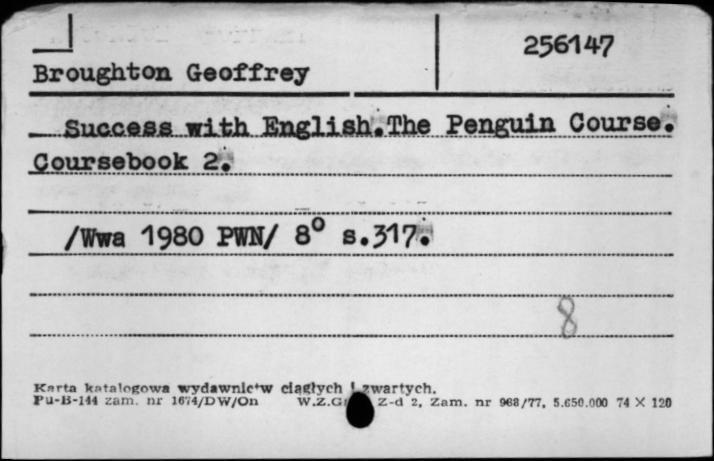 256147
Broughton Geoffrey
Success with English.The Penguin Course.
Coursebook 2.
/Wwa 1980 PWN/ 8° s.317.
8
Karta katalogowa wydawnictw ciągłych i zwartych.
Pu-B-144 zam. nr 1674/DW/On W.Z.G. Z-d 2, Zam. nr 968/77, 5.650.000 74 × 120